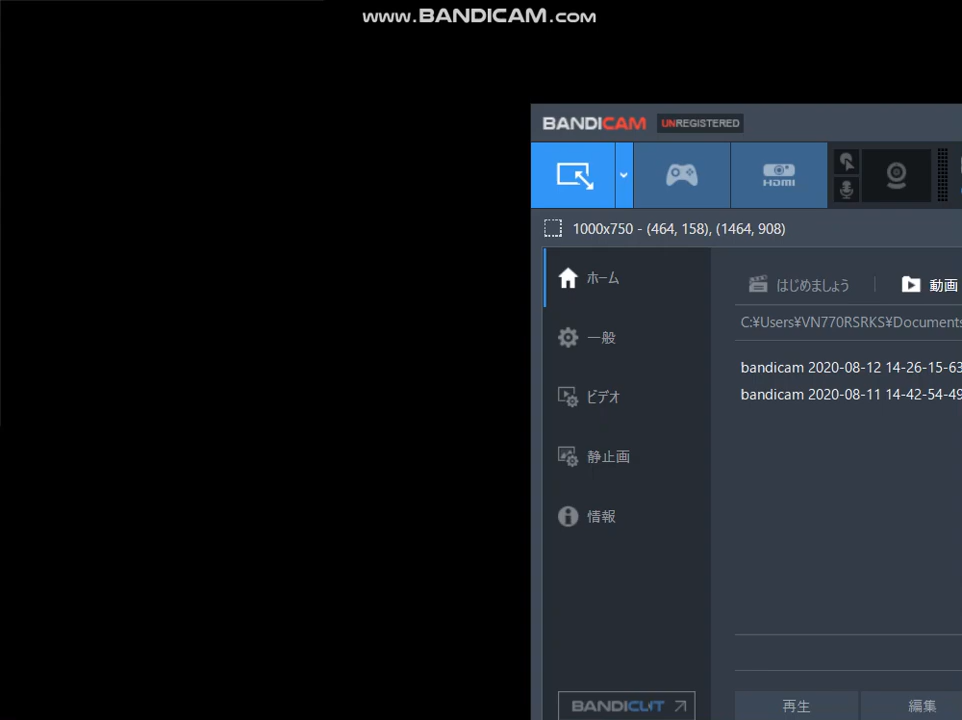 www.BANDICAM.com
BANDICAM UNREGISTERED
HDMI
1000x750 - (464, 158), (1464, 908)
ホーム
はじめましょう
動画
C:¥Users¥VN770RSRKS¥Documents
一般
bandicam 2020-08-12 14-26-15-63
ビデオ
bandicam 2020-08-11 14-42-54-49
静止画
情報
BANDICUT
再生
編集